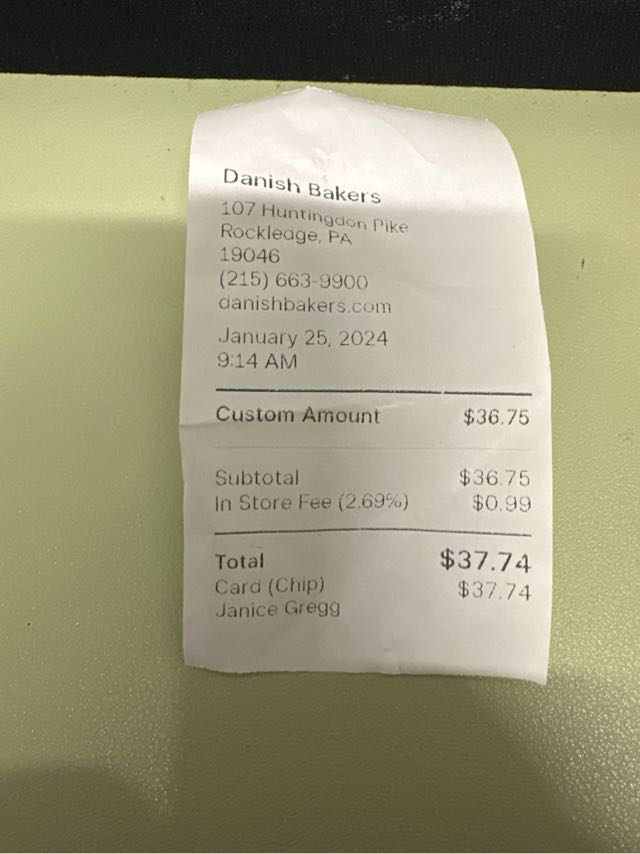 Danish Bakers
107 Huntingdon Pike
Rockledge, PA
19046
(215) 663-9900
danishbakers.com
January 25, 2024
9:14 AM
Custom Amount $36.75
Subtotal $36.75
In Store Fee (2.69%) $0.99
Total $37.74
Card (Chip) $37.74
Janice Gregg